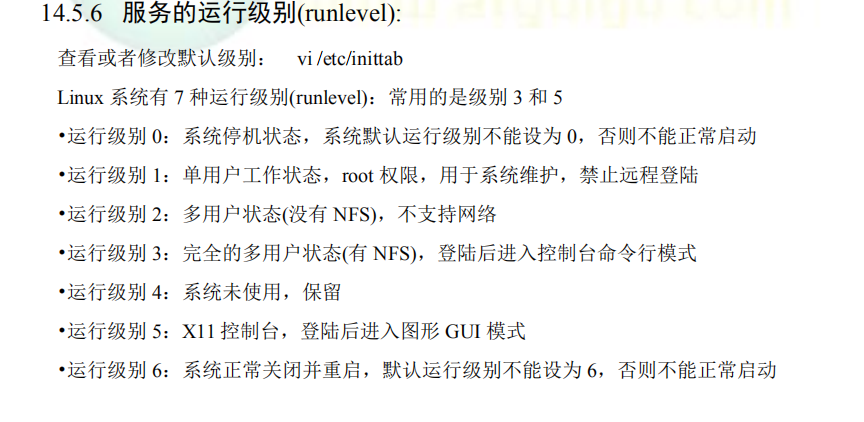 14.5.6 服务的运行级别(runlevel):
查看或者修改默认级别： vi /etc/inittab
Linux 系统有 7 种运行级别(runlevel)：常用的是级别 3 和 5
•运行级别 0：系统停机状态，系统默认运行级别不能设为 0，否则不能正常启动
•运行级别 1：单用户工作状态，root 权限，用于系统维护，禁止远程登陆
•运行级别 2：多用户状态(没有 NFS)，不支持网络
•运行级别 3：完全的多用户状态(有 NFS)，登陆后进入控制台命令行模式
•运行级别 4：系统未使用，保留
•运行级别 5：X11 控制台，登陆后进入图形 GUI 模式
•运行级别 6：系统正常关闭并重启，默认运行级别不能设为 6，否则不能正常启动